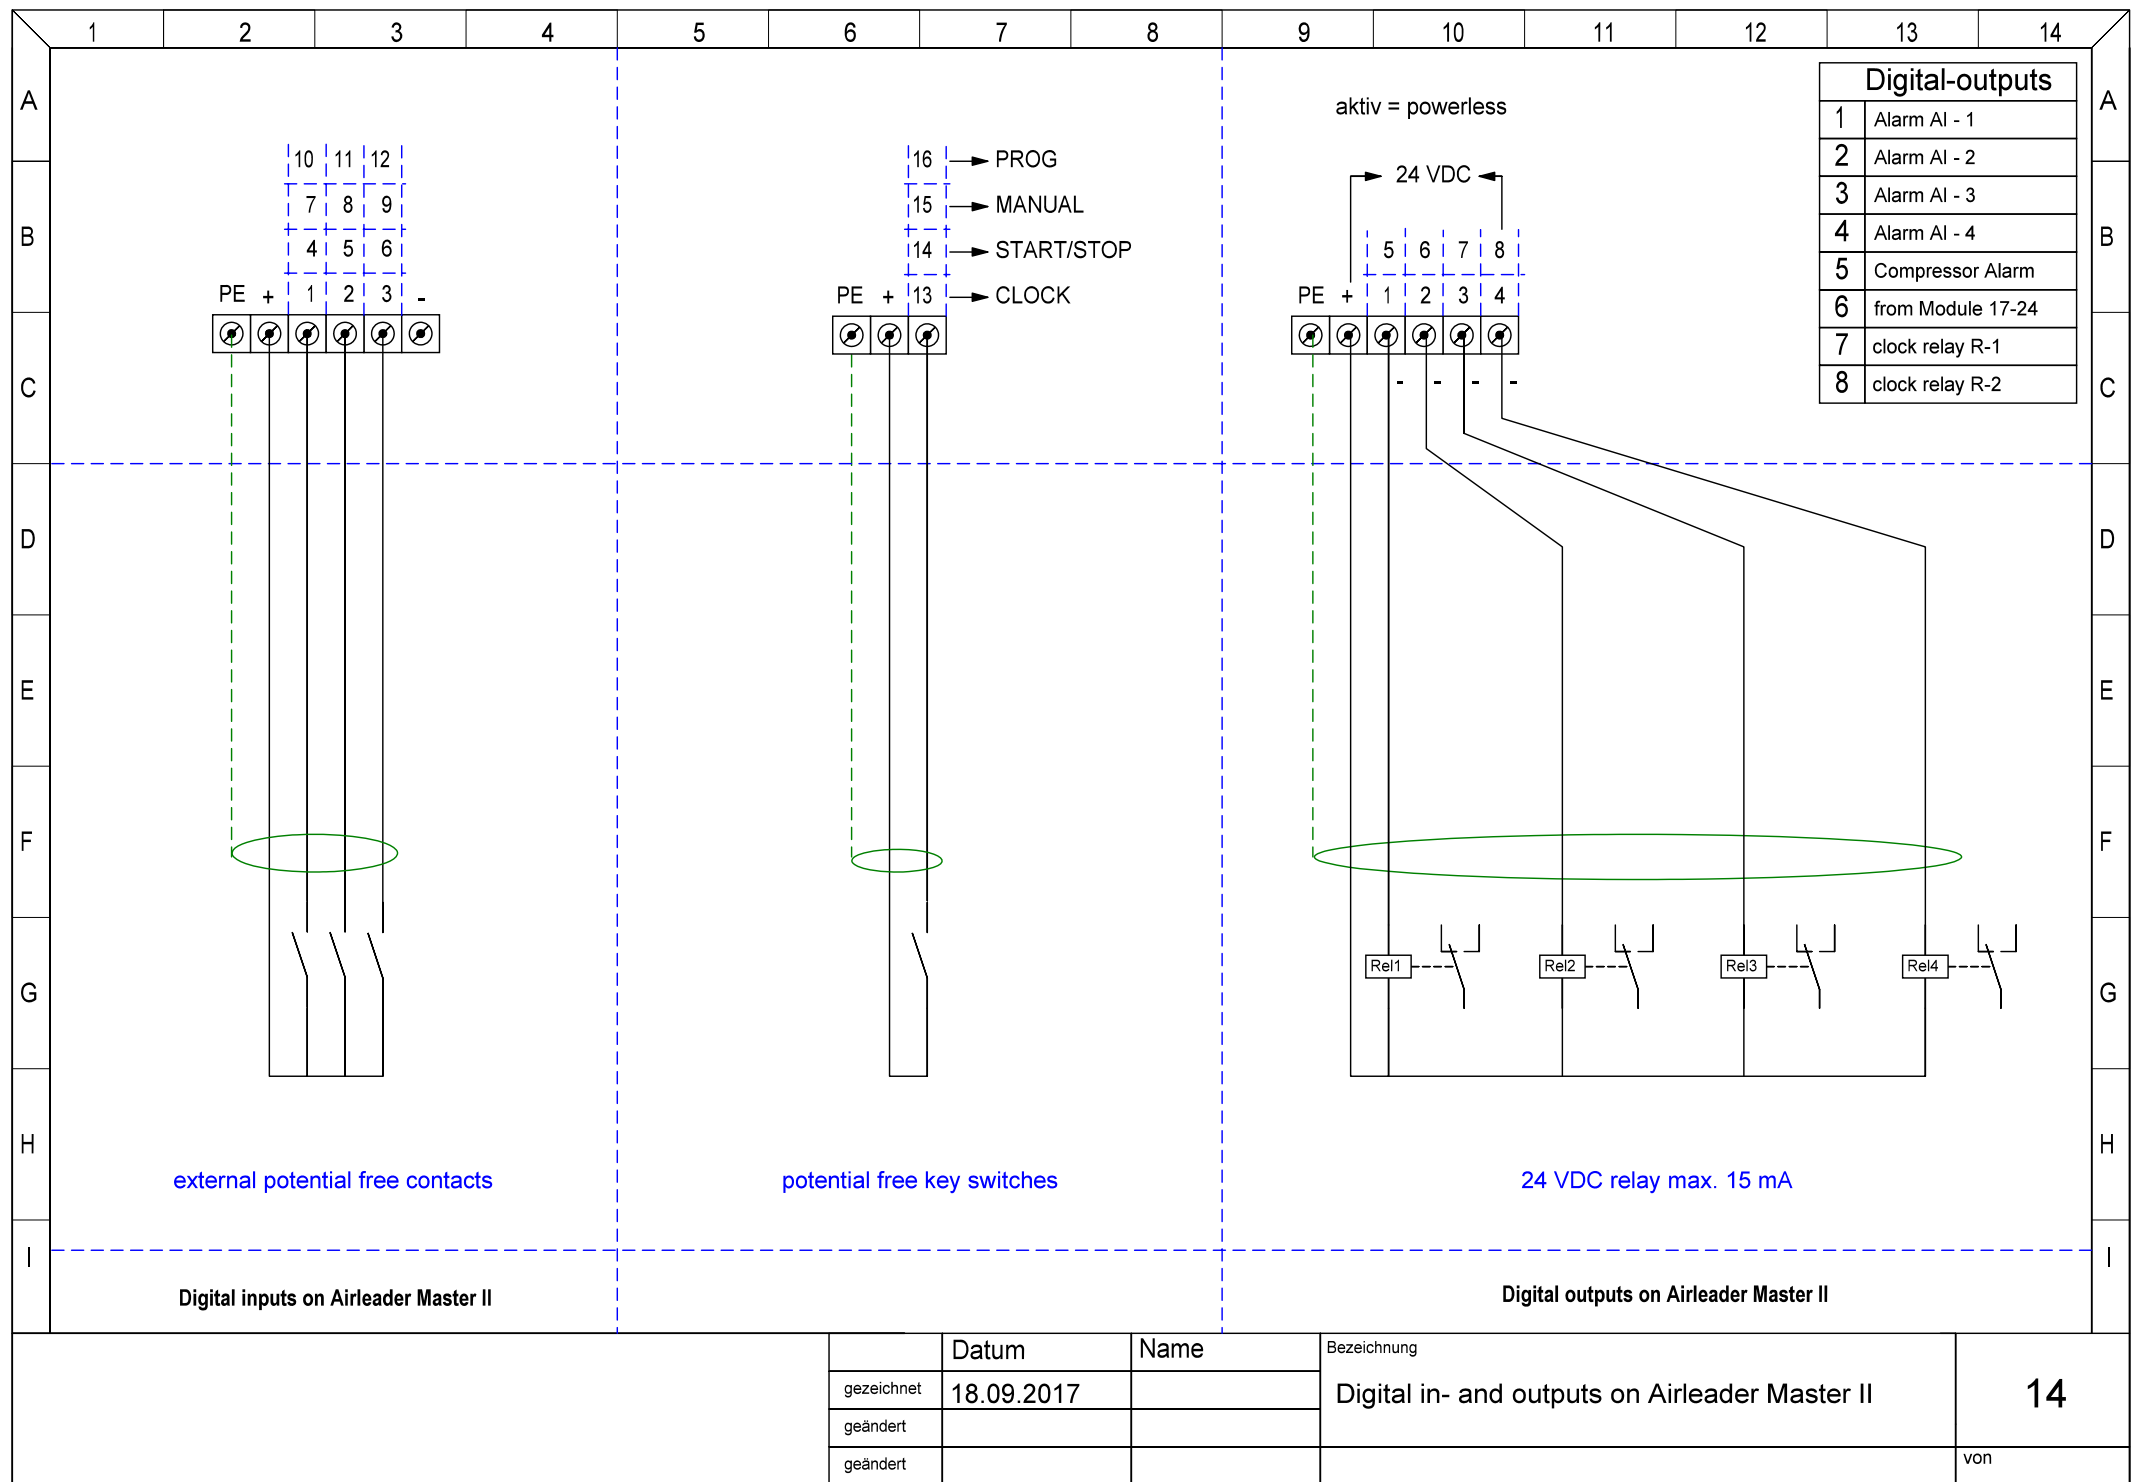 1 2 3 4 5 6 7 8 9 10 11 12 13 14
A
B
C
D
E
F
G
H
I
10 11 12
7 8 9
4 5 6
PE + 1 2 3 -
external potential free contacts
Digital inputs on Airleader Master II
16 PROG
15 MANUAL
14 START/STOP
PE + 13 CLOCK
potential free key switches
aktiv = powerless
24 VDC
5 6 7 8
PE + 1 2 3 4
- - - -
Rel1 Rel2 Rel3 Rel4
24 VDC relay max. 15 mA
Digital outputs on Airleader Master II
Digital-outputs
1 Alarm AI - 1
2 Alarm AI - 2
3 Alarm AI - 3
4 Alarm AI - 4
5 Compressor Alarm
6 from Module 17-24
7 clock relay R-1
8 clock relay R-2
A
B
C
D
E
F
G
H
I
Datum Name
gezeichnet 18.09.2017
geändert
geändert
Bezeichnung
Digital in- and outputs on Airleader Master II
14
von